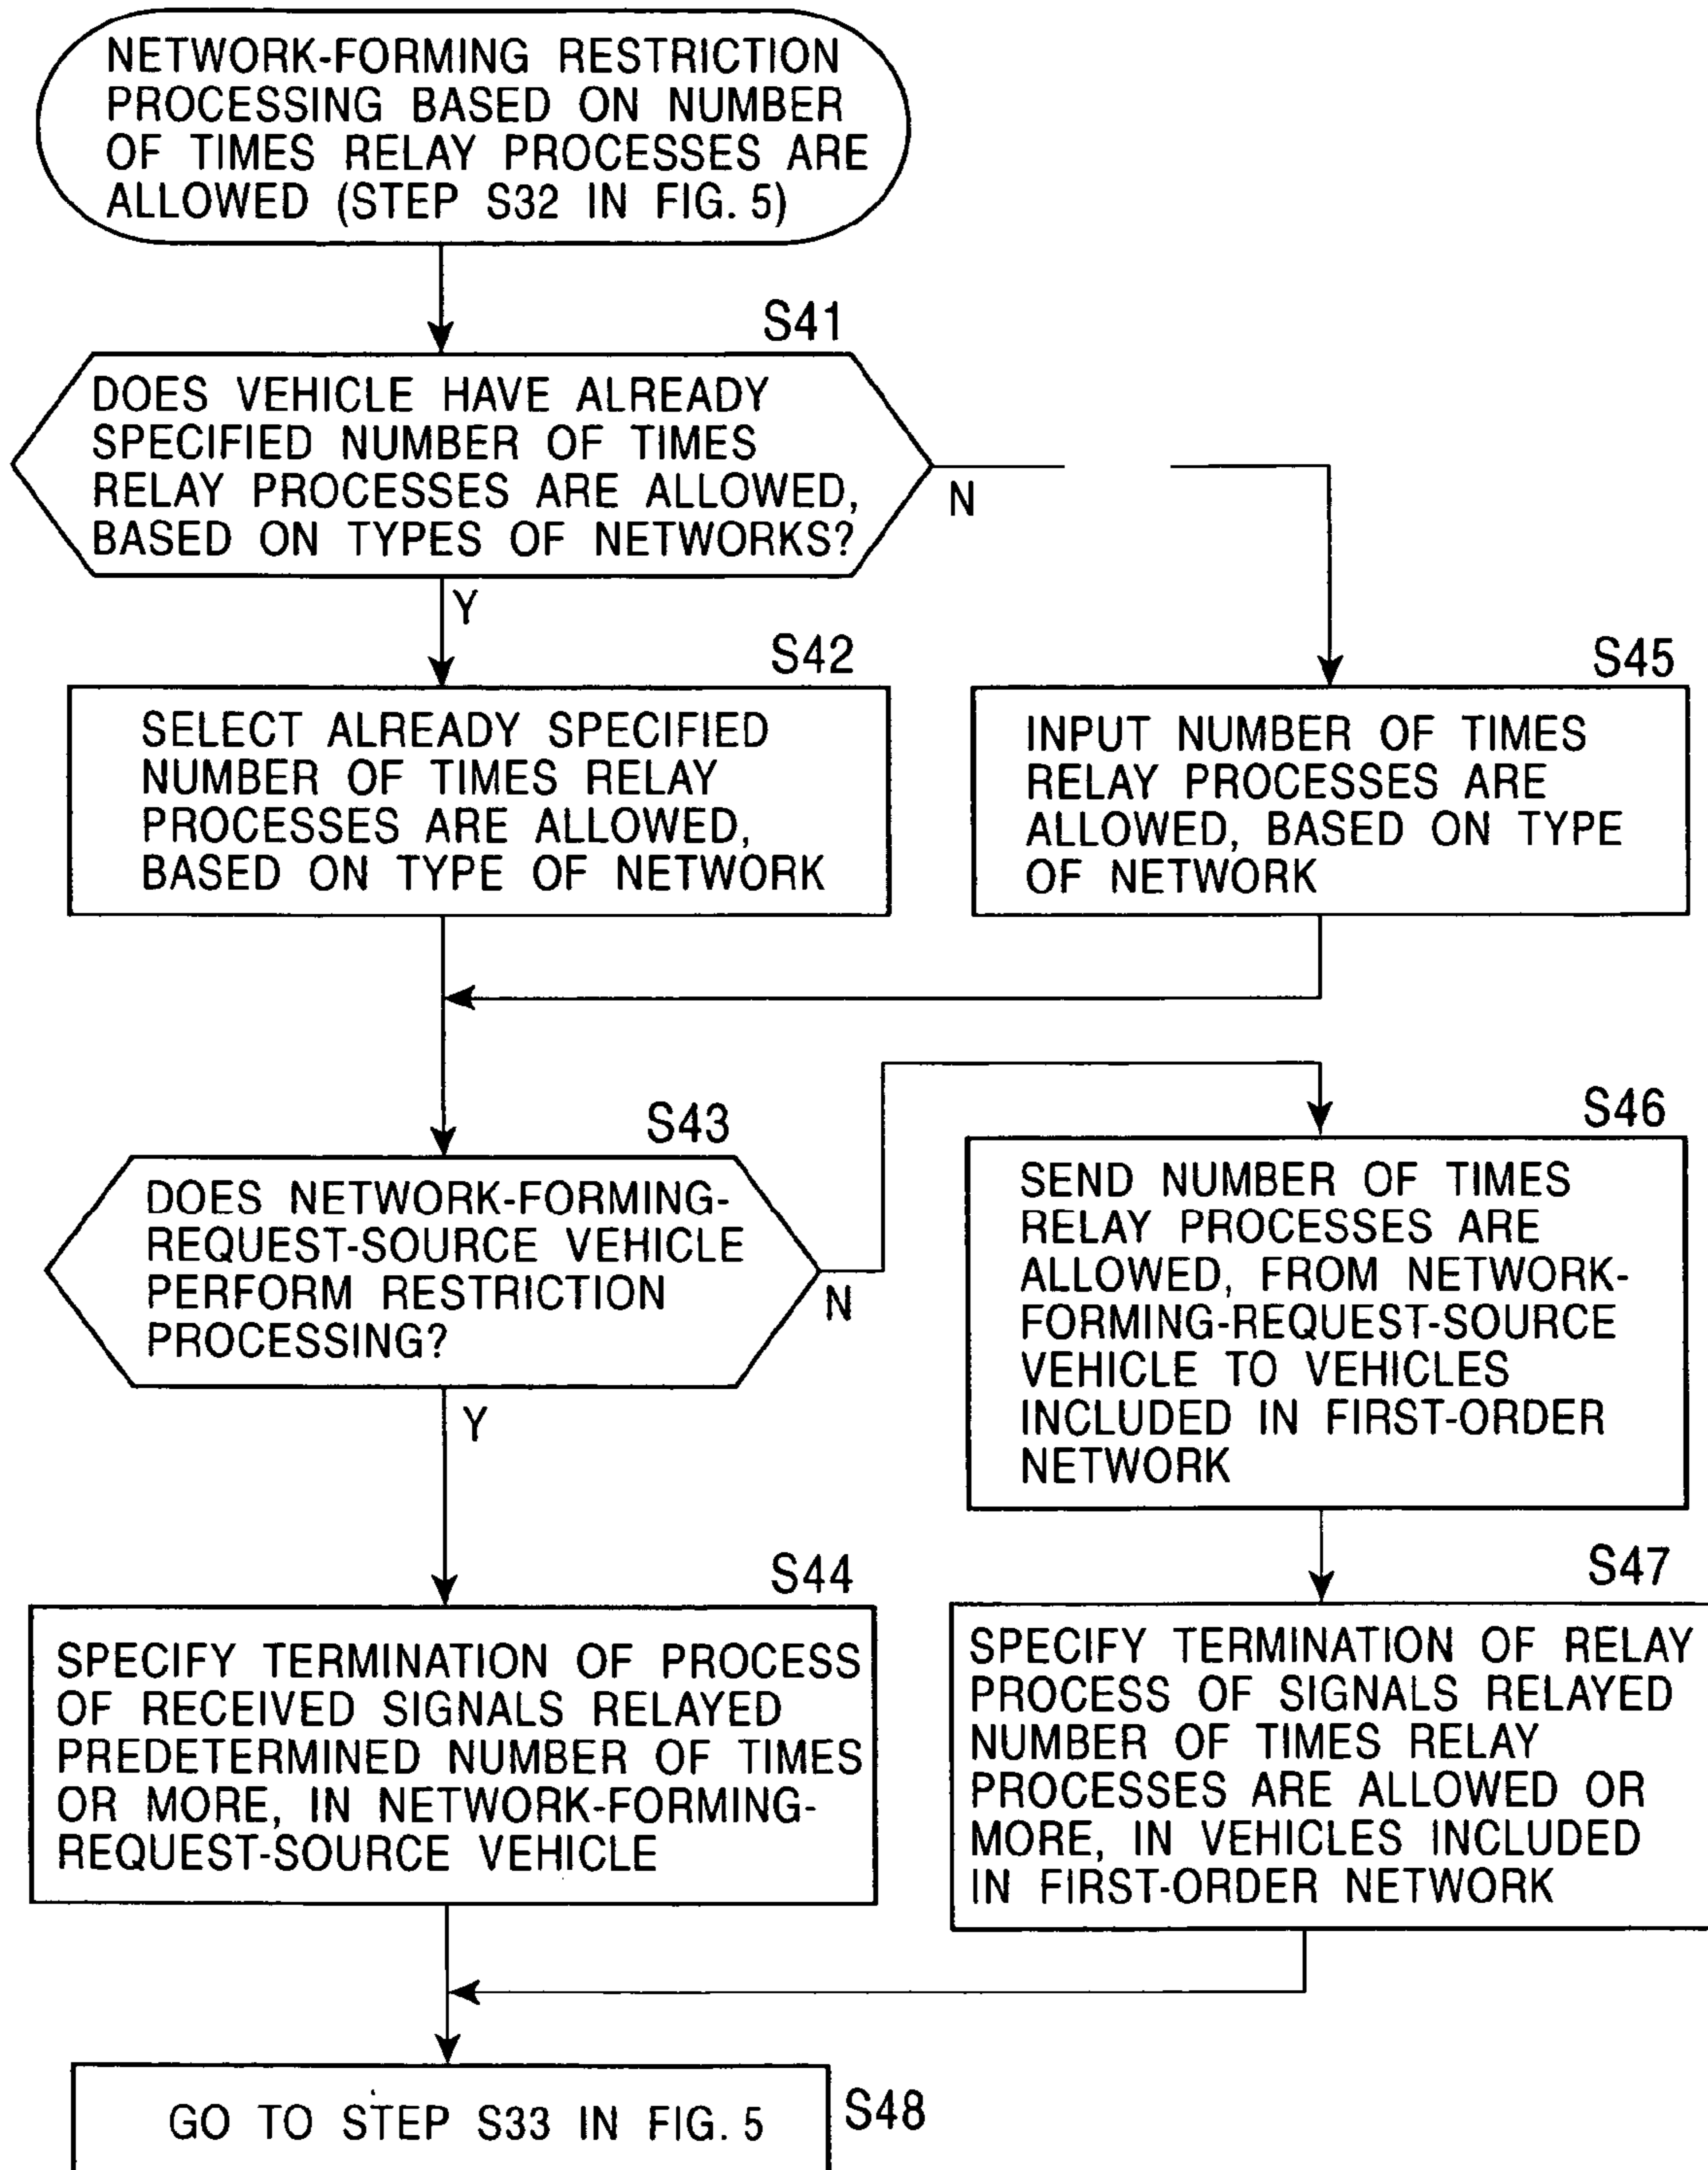 NETWORK-FORMING RESTRICTION
PROCESSING BASED ON NUMBER
OF TIMES RELAY PROCESSES ARE
ALLOWED (STEP S32 IN FIG. 5)
S41
DOES VEHICLE HAVE ALREADY
SPECIFIED NUMBER OF TIMES
RELAY PROCESSES ARE ALLOWED,
BASED ON TYPES OF NETWORKS?
N
Y
S42
SELECT ALREADY SPECIFIED
NUMBER OF TIMES RELAY
PROCESSES ARE ALLOWED,
BASED ON TYPE OF NETWORK
S45
INPUT NUMBER OF TIMES
RELAY PROCESSES ARE
ALLOWED, BASED ON TYPE
OF NETWORK
S43
DOES NETWORK-FORMING-
REQUEST-SOURCE VEHICLE
PERFORM RESTRICTION
PROCESSING?
N
Y
S46
SEND NUMBER OF TIMES
RELAY PROCESSES ARE
ALLOWED, FROM NETWORK-
FORMING-REQUEST-SOURCE
VEHICLE TO VEHICLES
INCLUDED IN FIRST-ORDER
NETWORK
S44
SPECIFY TERMINATION OF PROCESS
OF RECEIVED SIGNALS RELAYED
PREDETERMINED NUMBER OF TIMES
OR MORE, IN NETWORK-FORMING-
REQUEST-SOURCE VEHICLE
S47
SPECIFY TERMINATION OF RELAY
PROCESS OF SIGNALS RELAYED
NUMBER OF TIMES RELAY
PROCESSES ARE ALLOWED OR
MORE, IN VEHICLES INCLUDED
IN FIRST-ORDER NETWORK
GO TO STEP S33 IN FIG. 5
S48